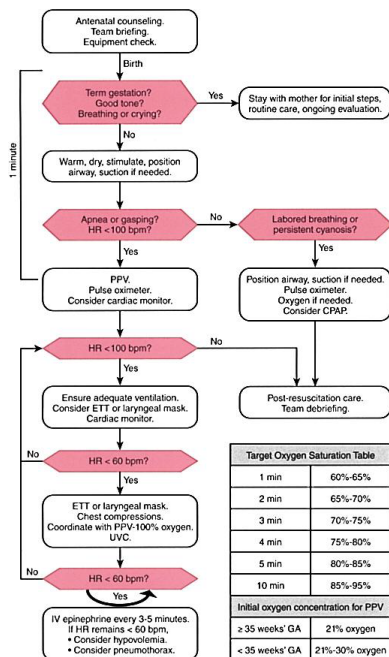 Antenatal counseling.
Team briefing.
Equipment check.
Birth
1 minute
Term gestation?
Good tone?
Breathing or crying?
Yes
Stay with mother for initial steps,
routine care, ongoing evaluation.
No
Warm, dry, stimulate, position
airway, suction if needed.
Apnea or gasping?
HR <100 bpm?
No
Labored breathing or
persistent cyanosis?
Yes
Yes
PPV.
Pulse oximeter.
Consider cardiac monitor.
Position airway, suction if needed.
Pulse oximeter.
Oxygen if needed.
Consider CPAP.
HR <100 bpm?
No
No
Yes
Ensure adequate ventilation.
Consider ETT or laryngeal mask.
Cardiac monitor.
Post-resuscitation care.
Team debriefing.
No
HR < 60 bpm?
Yes
ETT or laryngeal mask.
Chest compressions.
Coordinate with PPV-100% oxygen.
UVC.
No
HR < 60 bpm?
Yes
IV epinephrine every 3-5 minutes.
If HR remains < 60 bpm,
• Consider hypovolemia.
• Consider pneumothorax.
Target Oxygen Saturation Table
1 min 60%-65%
2 min 65%-70%
3 min 70%-75%
4 min 75%-80%
5 min 80%-85%
10 min 85%-95%
Initial oxygen concentration for PPV
≥ 35 weeks' GA 21% oxygen
< 35 weeks' GA 21%-30% oxygen